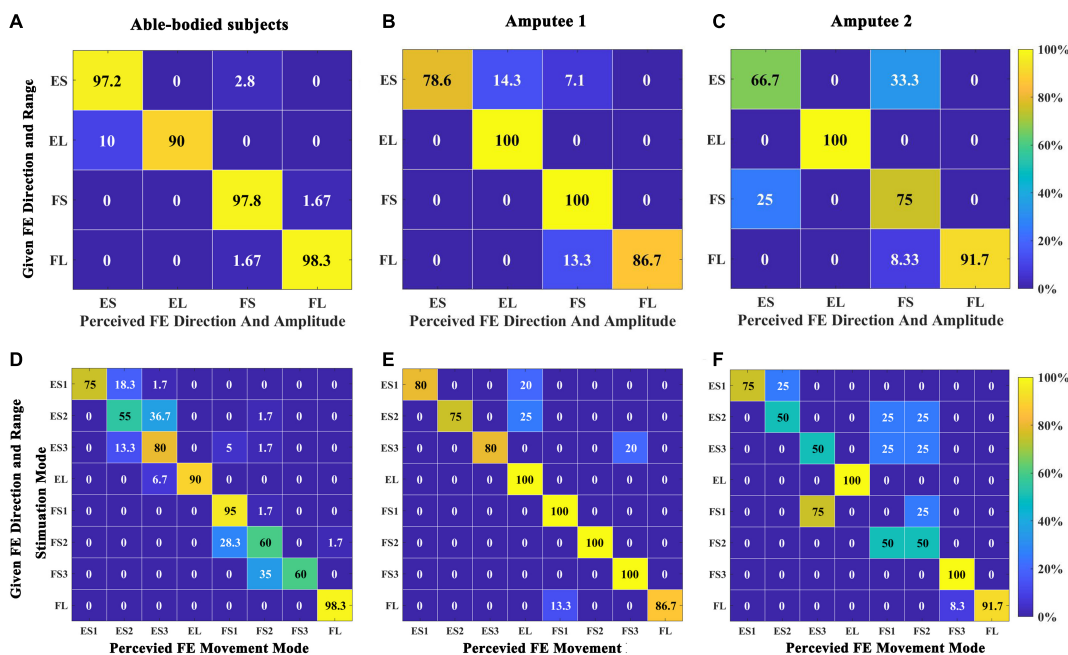 A
Able-bodied subjects
B
Amputee 1
C
Amputee 2
Given FE Direction and Range
ES 97.2 0 2.8 0
EL 10 90 0 0
FS 0 0 97.8 1.67
FL 0 0 1.67 98.3
ES EL FS FL
Perceived FE Direction And Amplitude
ES 78.6 14.3 7.1 0
EL 0 100 0 0
FS 0 0 100 0
FL 0 0 13.3 86.7
ES EL FS FL
Perceived FE Direction And Amplitude
ES 66.7 0 33.3 0
EL 0 100 0 0
FS 25 0 75 0
FL 0 0 8.33 91.7
ES EL FS FL
Perceived FE Direction And Amplitude
100%
80%
60%
40%
20%
0%
D
Given FE Direction and Range
Stimuation Mode
ES1 75 18.3 1.7 0 0 0 0 0
ES2 0 55 36.7 0 0 1.7 0 0
ES3 0 13.3 80 0 5 1.7 0 0
EL 0 0 6.7 90 0 0 0 0
FS1 0 0 0 0 95 1.7 0 0
FS2 0 0 0 0 28.3 60 0 1.7
FS3 0 0 0 0 0 35 60 0
FL 0 0 0 0 0 0 0 98.3
ES1 ES2 ES3 EL FS1 FS2 FS3 FL
Percevied FE Movement Mode
E
ES1 80 0 0 20 0 0 0 0
ES2 0 75 0 25 0 0 0 0
ES3 0 0 80 0 0 0 20 0
EL 0 0 0 100 0 0 0 0
FS1 0 0 0 0 100 0 0 0
FS2 0 0 0 0 0 100 0 0
FS3 0 0 0 0 0 0 100 0
FL 0 0 0 0 13.3 0 0 86.7
ES1 ES2 ES3 EL FS1 FS2 FS3 FL
Percevied FE Movement
F
ES1 75 25 0 0 0 0 0 0
ES2 0 50 0 0 25 25 0 0
ES3 0 0 50 0 25 25 0 0
EL 0 0 0 100 0 0 0 0
FS1 0 0 75 0 0 25 0 0
FS2 0 0 0 0 50 50 0 0
FS3 0 0 0 0 0 0 100 0
FL 0 0 0 0 0 0 8.3 91.7
ES1 ES2 ES3 EL FS1 FS2 FS3 FL
Percevied FE Movement Mode
100%
80%
60%
40%
20%
0%